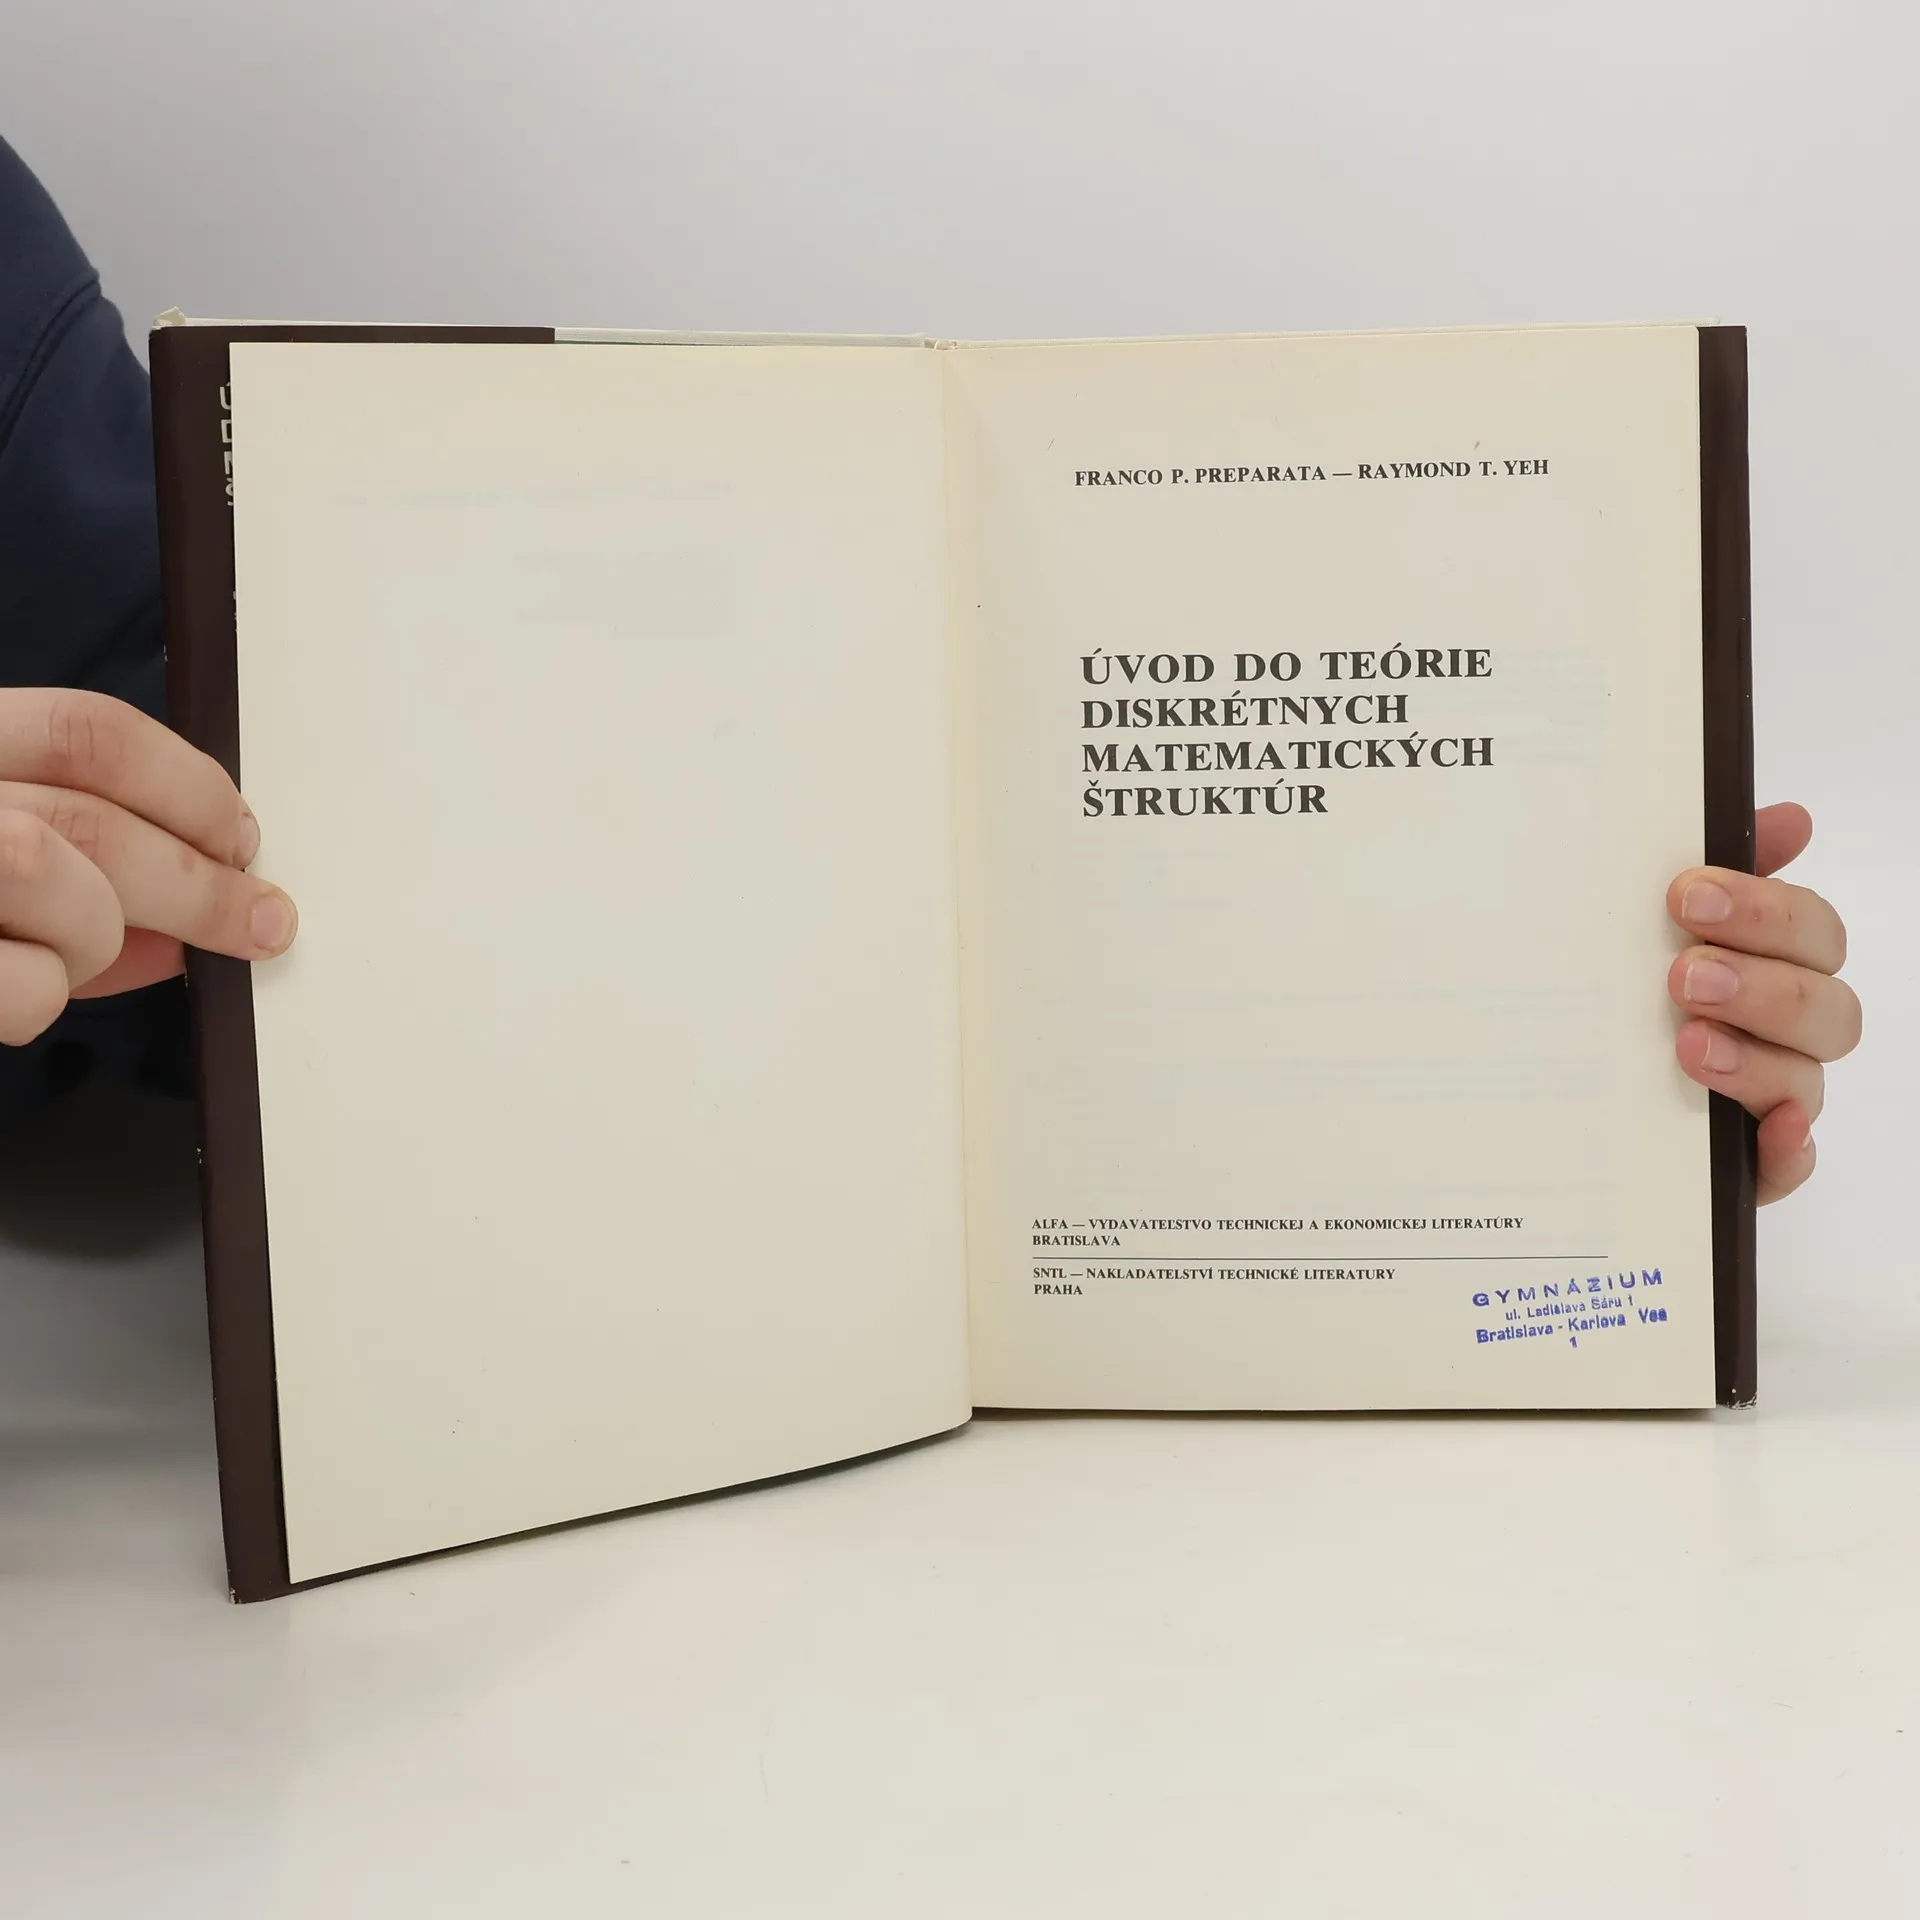 FRANCO P. PREPARATA — RAYMOND T. YEH
ÚVOD DO TEÓRIE
DISKRÉTNYCH
MATEMATICKÝCH
ŠTRUKTÚR
ALFA — VYDAVATEĽSTVO TECHNICKEJ A EKONOMICKEJ LITERATÚRY
BRATISLAVA
SNTL — NAKLADATELSTVÍ TECHNICKÉ LITERATURY
PRAHA
GYMNÁZIUM
ul. Ladislava Sáru 1
Bratislava - Karlova Ves
1